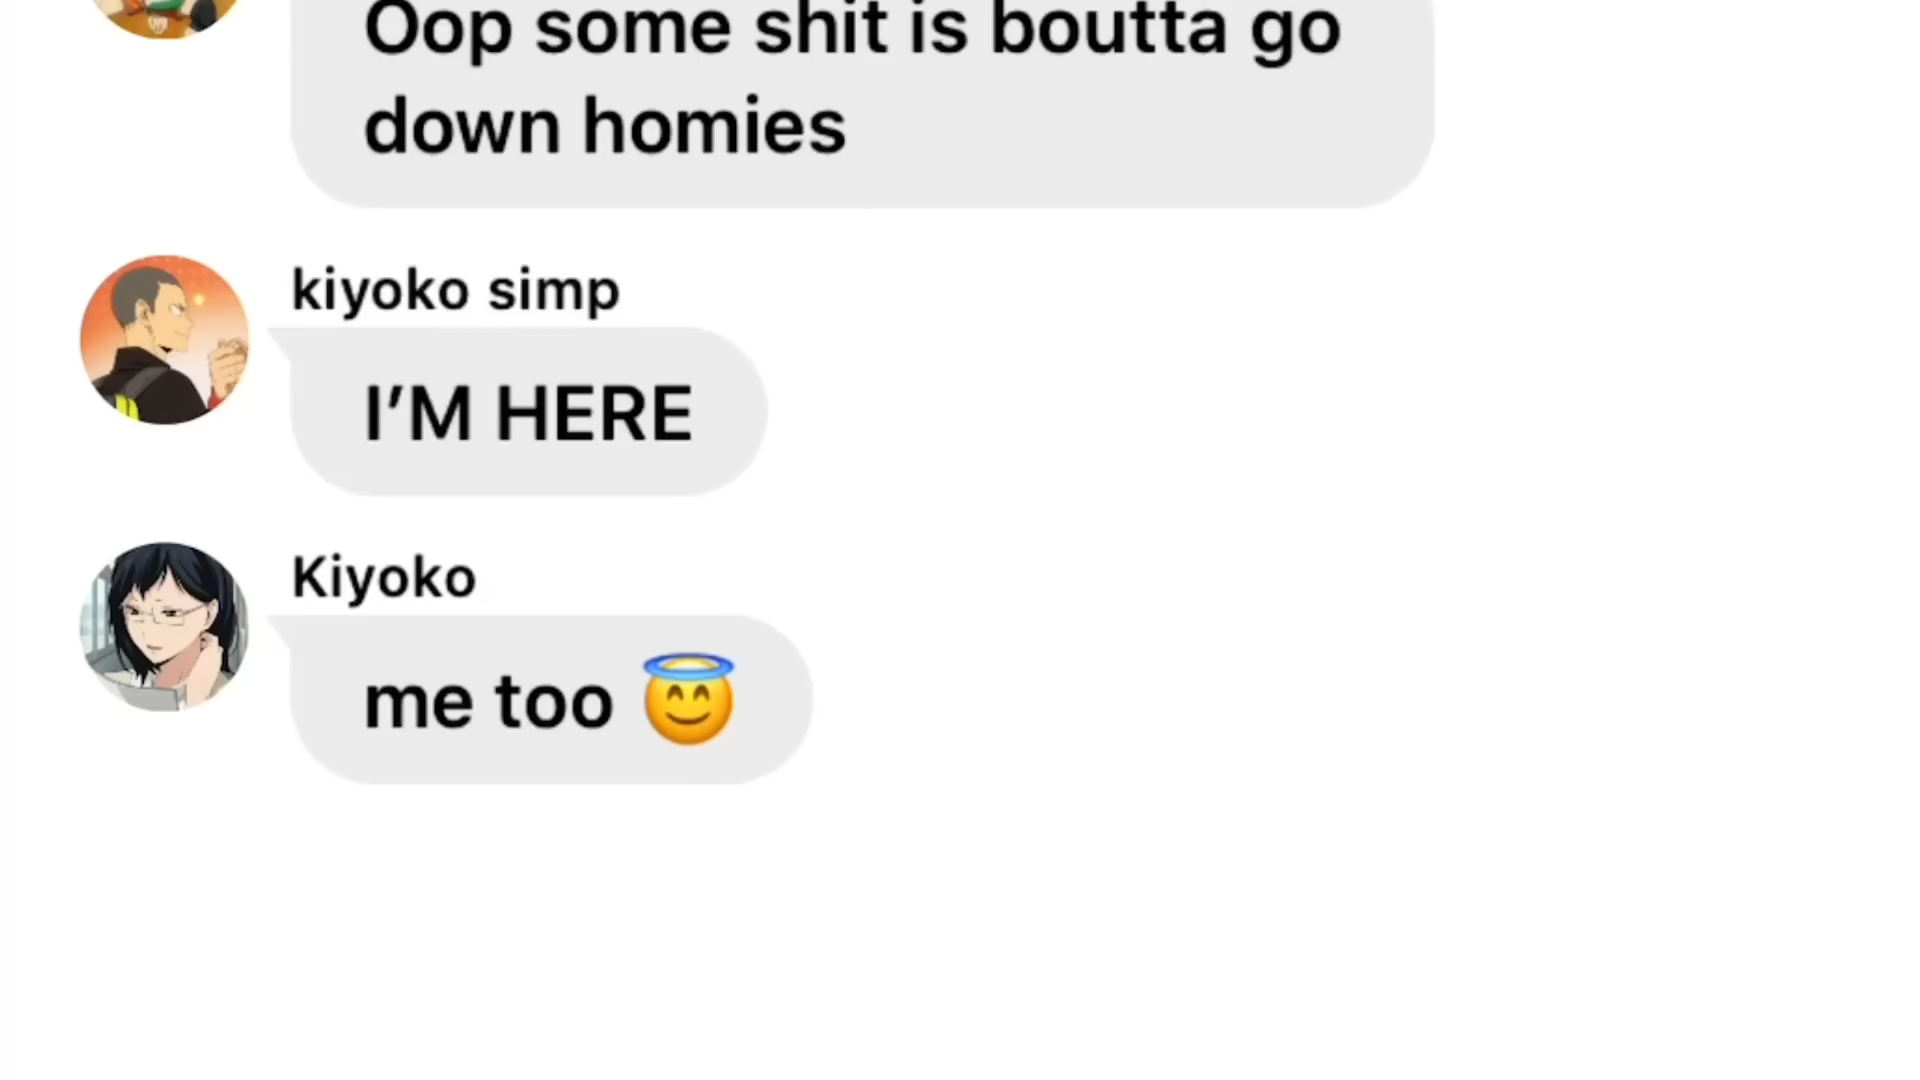 Oop some shit is boutta go
down homies
kiyoko simp
I’M HERE
Kiyoko
me too 😇